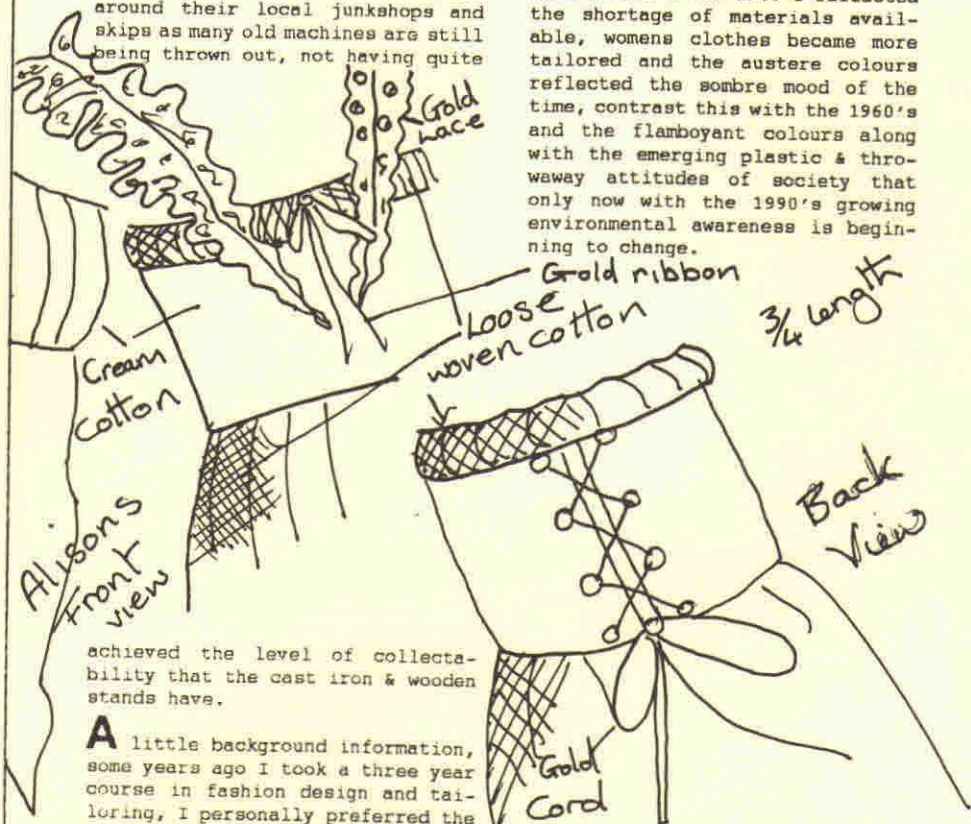 around their local junkshops and
skips as many old machines are still
being thrown out, not having quite
achieved the level of collecta-
bility that the cast iron & wooden
stands have.
A little background information,
some years ago I took a three year
course in fashion design and tai-
loring, I personally preferred the
the shortage of materials avail-
able, womens clothes became more
tailored and the austere colours
reflected the sombre mood of the
time, contrast this with the 1960's
and the flamboyant colours along
with the emerging plastic & thro-
waway attitudes of society that
only now with the 1990's growing
environmental awareness is begin-
ning to change.
Gold
Lace
Gold ribbon
Loose
woven cotton
3/4 length
Cream
cotton
Alisons
Front
view
Back
View
Gold
Cord